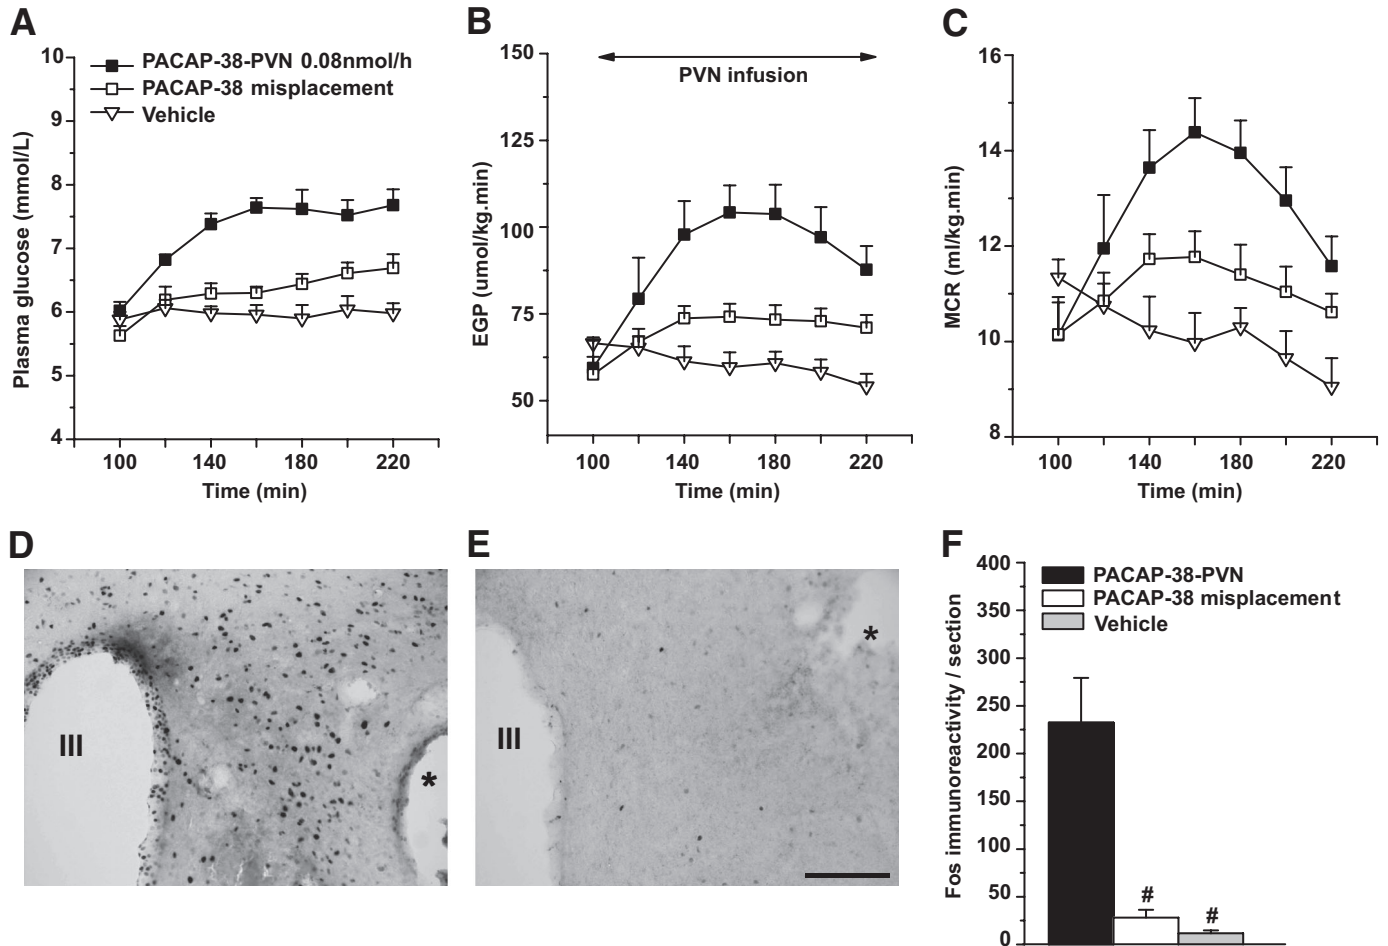 A
10
9
8
7
6
5
4
Plasma glucose (mmol/L)
PACAP-38-PVN 0.08nmol/h
PACAP-38 misplacement
Vehicle
100 140 180 220
Time (min)
B
150
125
100
75
50
EGP (umol/kg.min)
PVN infusion
100 140 180 220
Time (min)
C
16
14
12
10
8
MCR (ml/kg.min)
100 140 180 220
Time (min)
D
III
*
E
III
*
F
400
350
300
250
200
150
100
50
0
Fos immunoreactivity / section
PACAP-38-PVN
PACAP-38 misplacement
Vehicle
#
#